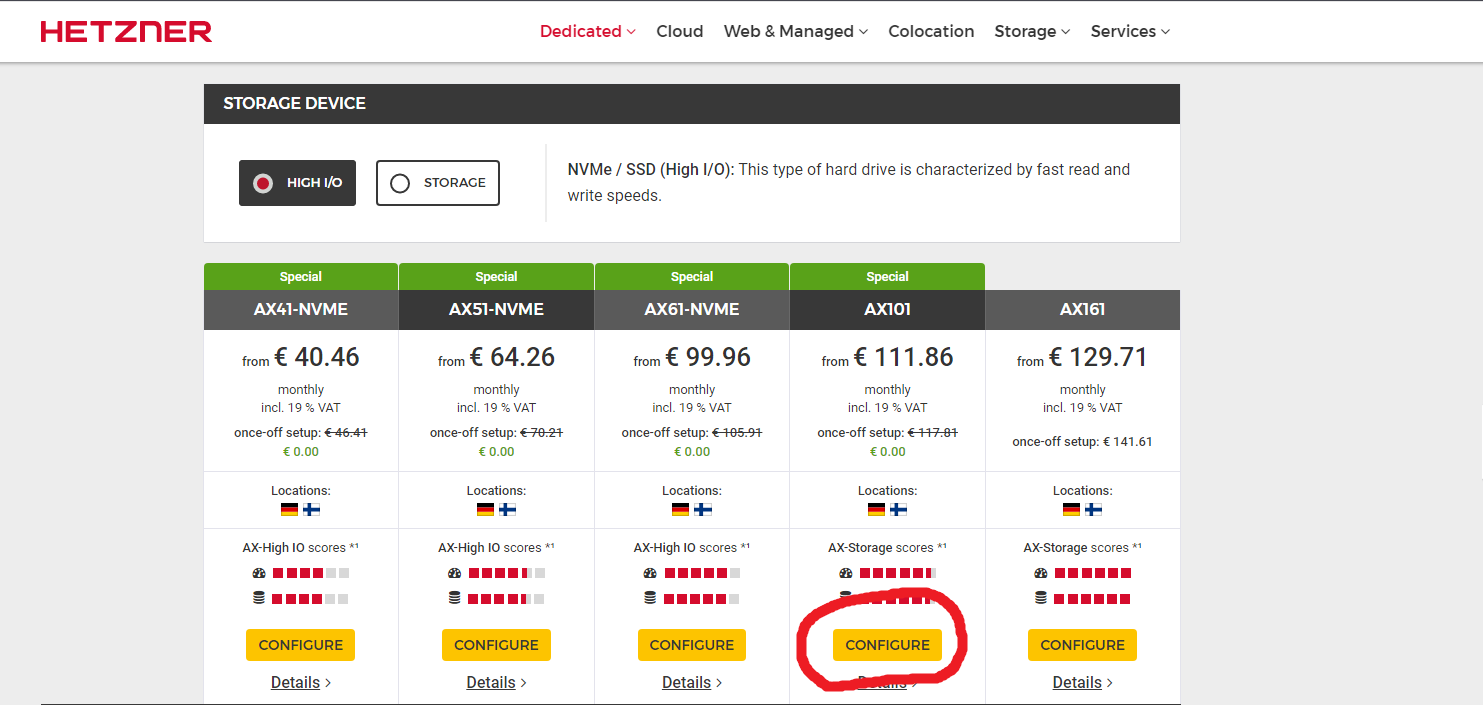 HETZNER
Dedicated Cloud Web & Managed Colocation Storage Services
STORAGE DEVICE
HIGH I/O STORAGE
NVMe / SSD (High I/O): This type of hard drive is characterized by fast read and
write speeds.
Special Special Special Special
AX41-NVME AX51-NVME AX61-NVME AX101 AX161
from € 40.46 from € 64.26 from € 99.96 from € 111.86 from € 129.71
monthly monthly monthly monthly monthly
incl. 19 % VAT incl. 19 % VAT incl. 19 % VAT incl. 19 % VAT incl. 19 % VAT
once-off setup: € 46.41 once-off setup: € 70.21 once-off setup: € 105.91 once-off setup: € 117.81 once-off setup: € 141.61
€ 0.00 € 0.00 € 0.00 € 0.00
Locations: Locations: Locations: Locations: Locations:
AX-High IO scores *¹ AX-High IO scores *¹ AX-High IO scores *¹ AX-Storage scores *¹ AX-Storage scores *¹
CONFIGURE CONFIGURE CONFIGURE CONFIGURE CONFIGURE
Details > Details > Details > Details > Details >